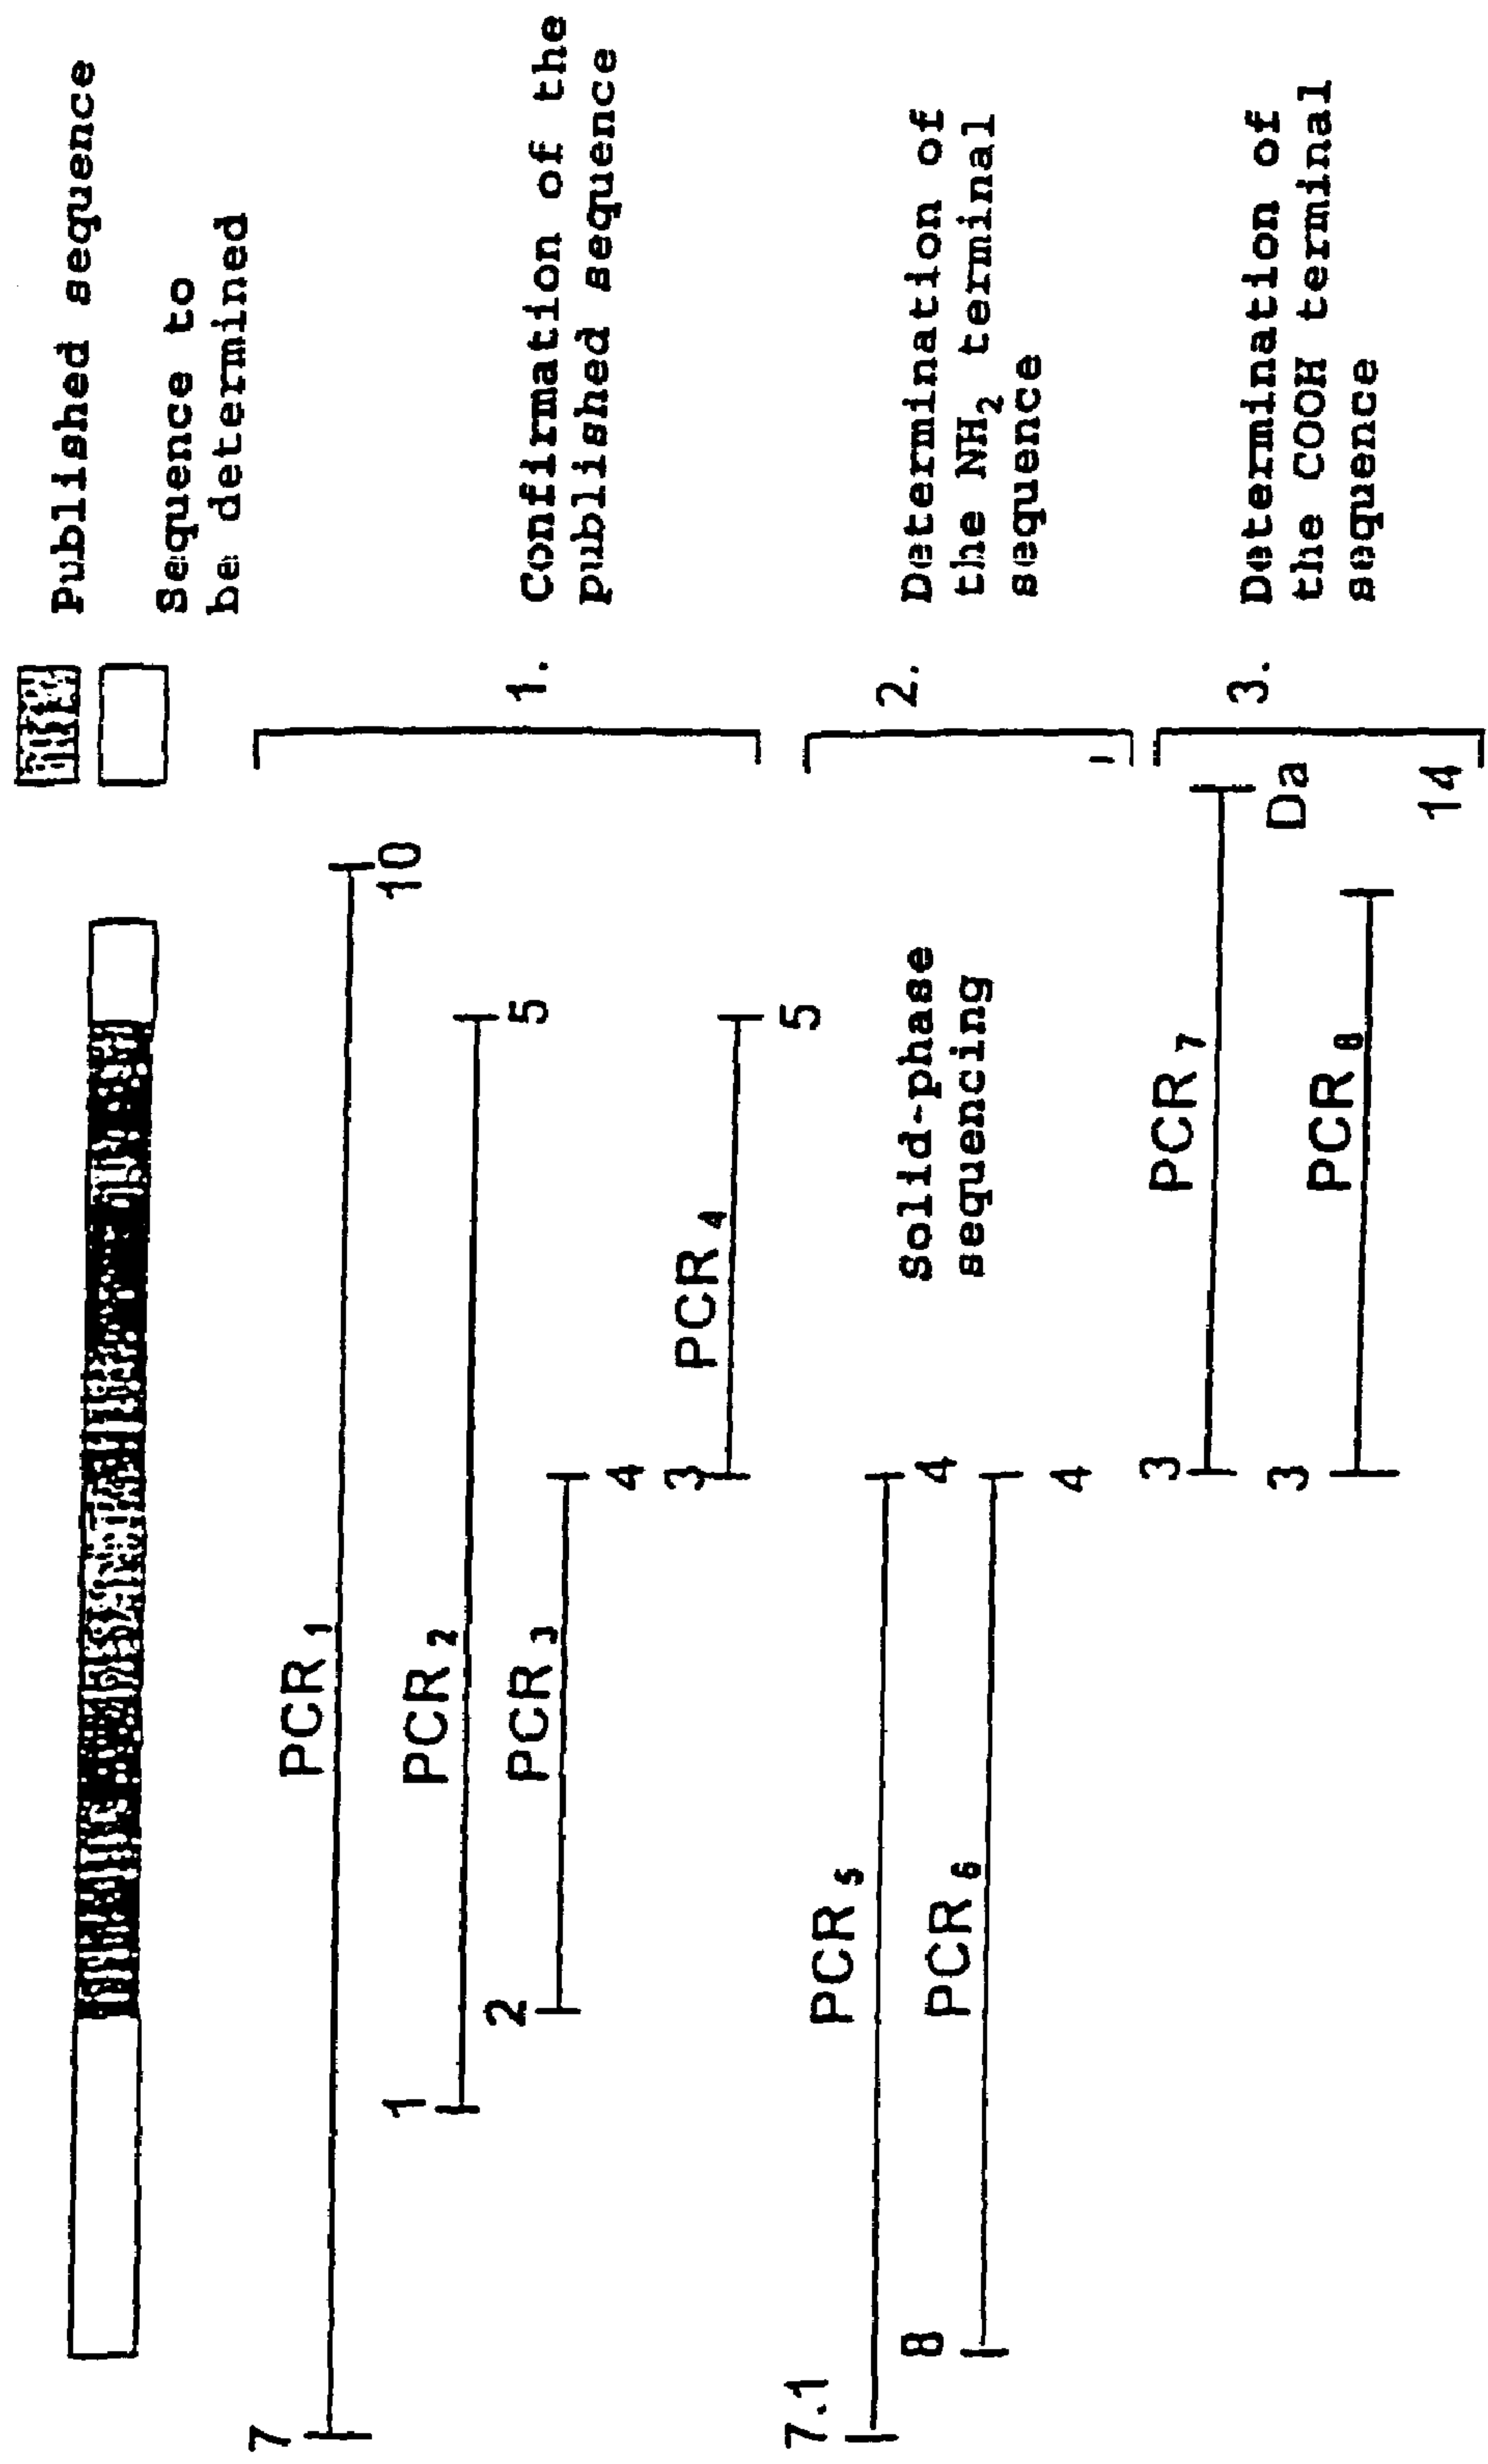 Published sequence
Sequence to
be determined
7
PCR1
10
1
PCR2
5
2
PCR3
4
3
PCR4
5
1. Confirmation of the
published sequence
7.1
PCR5
4
8
PCR6
4
Solid-phase
sequencing
2. Determination of
the NH2 terminal
sequence
3
PCR7
Da
3
PCR8
14
3. Determination of
the COOH terminal
sequence